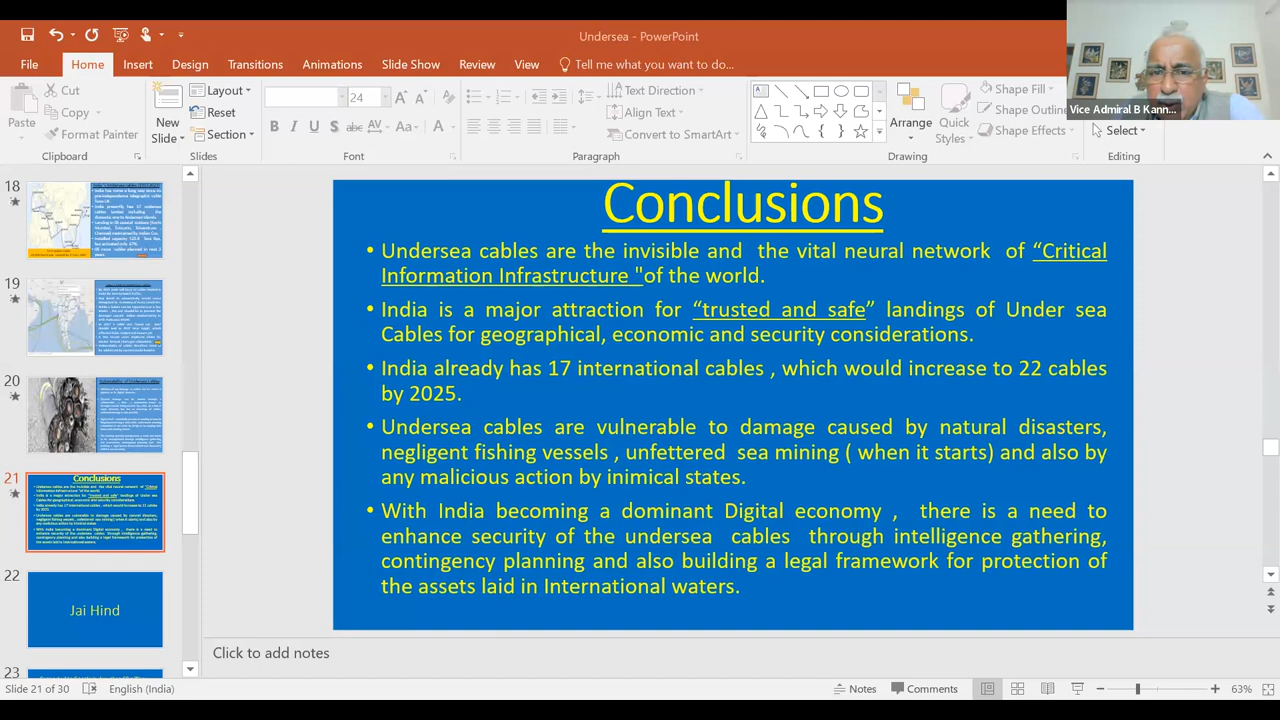 Undersea - PowerPoint
File Home Insert Design Transitions Animations Slide Show Review View Tell me what you want to do...
Vice Admiral B Kann...
Paste
Cut
Copy
Format Painter
Clipboard
New
Slide
Layout
Reset
Section
Slides
24
B I U S abc AV Aa A
Font
Text Direction
Align Text
Convert to SmartArt
Paragraph
Arrange
Quick
Styles
Shape Fill
Shape Outlin
Shape Effects
Drawing
Select
Editing
18
19
20
21
22
Jai Hind
23
Conclusions
• Undersea cables are the invisible and the vital neural network of “Critical
Information Infrastructure "of the world.
• India is a major attraction for “trusted and safe” landings of Under sea
Cables for geographical, economic and security considerations.
• India already has 17 international cables , which would increase to 22 cables
by 2025.
• Undersea cables are vulnerable to damage caused by natural disasters,
negligent fishing vessels , unfettered sea mining ( when it starts) and also by
any malicious action by inimical states.
• With India becoming a dominant Digital economy , there is a need to
enhance security of the undersea cables through intelligence gathering,
contingency planning and also building a legal framework for protection of
the assets laid in International waters.
Click to add notes
Slide 21 of 30 English (India) Notes Comments 63%